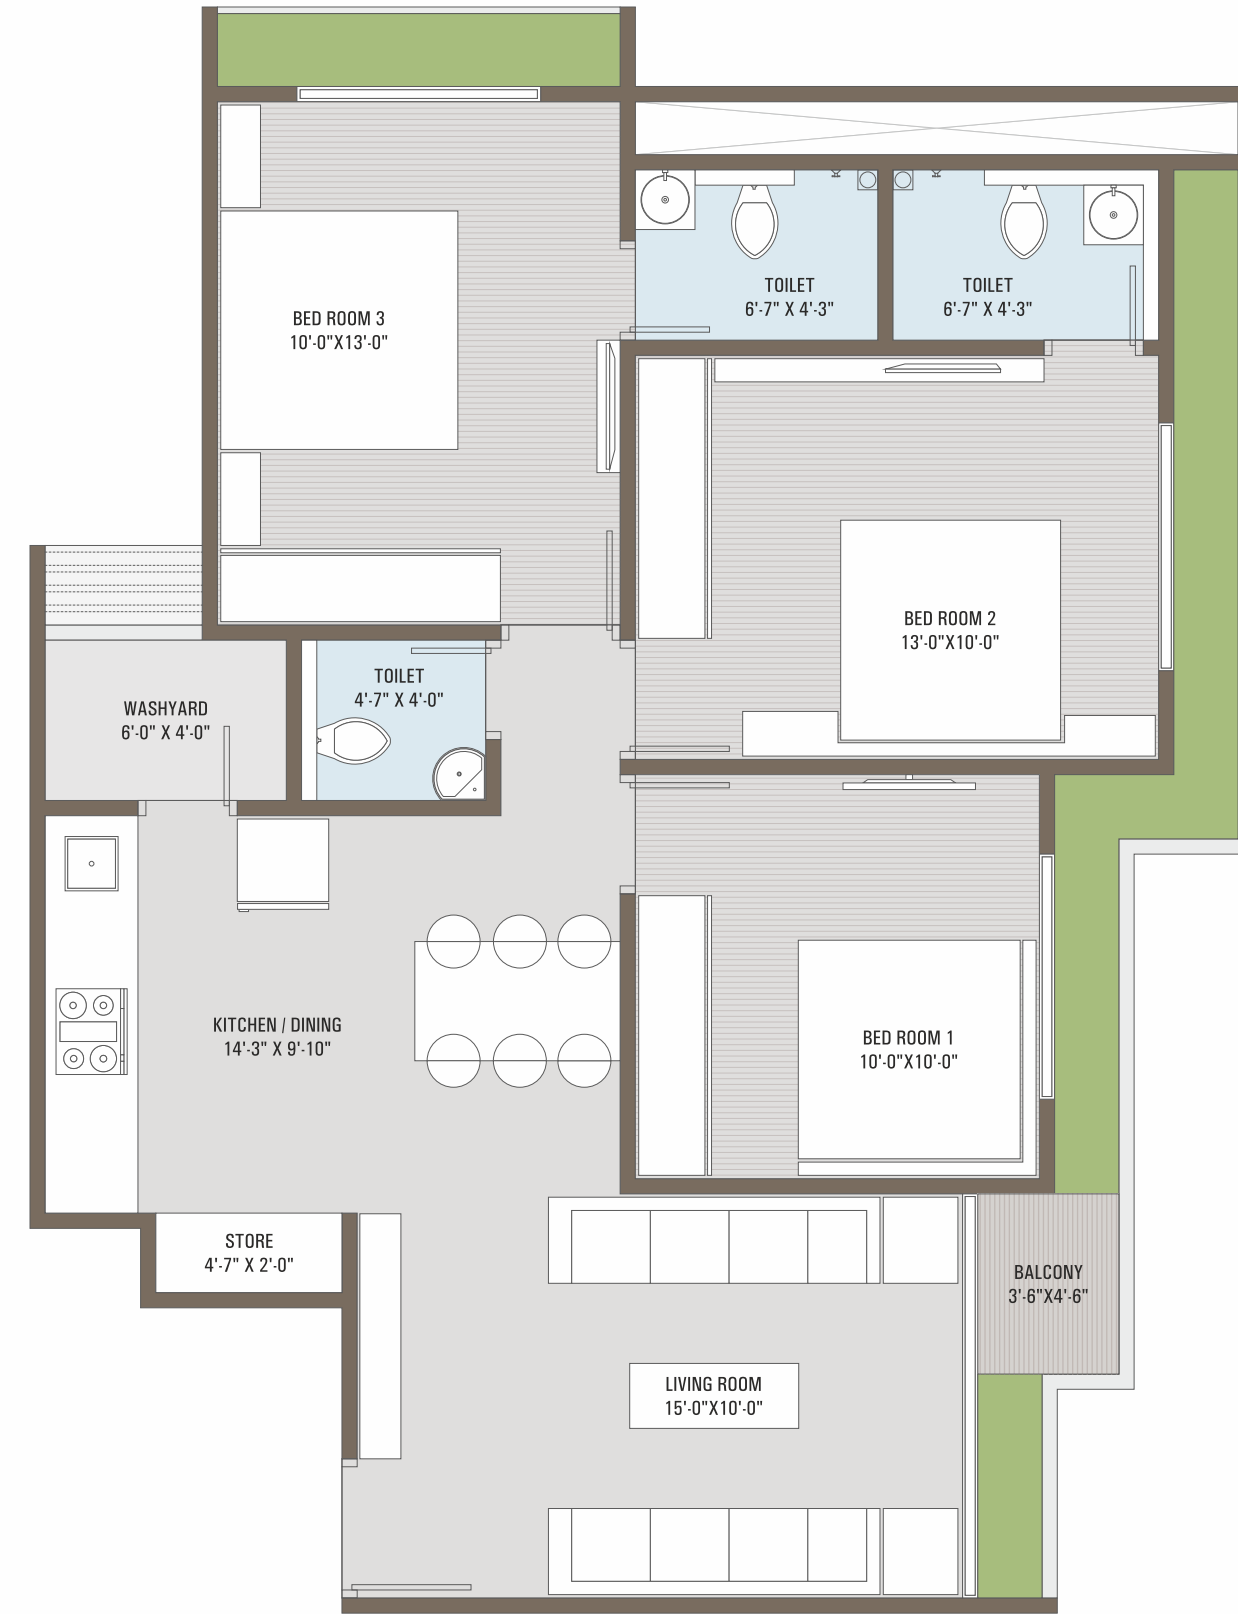 TOILET
6'-7" X 4'-3"
TOILET
6'-7" X 4'-3"
BED ROOM 3
10'-0"X13'-0"
BED ROOM 2
13'-0"X10'-0"
TOILET
4'-7" X 4'-0"
WASHYARD
6'-0" X 4'-0"
KITCHEN / DINING
14'-3" X 9'-10"
BED ROOM 1
10'-0"X10'-0"
STORE
4'-7" X 2'-0"
BALCONY
3'-6"X4'-6"
LIVING ROOM
15'-0"X10'-0"